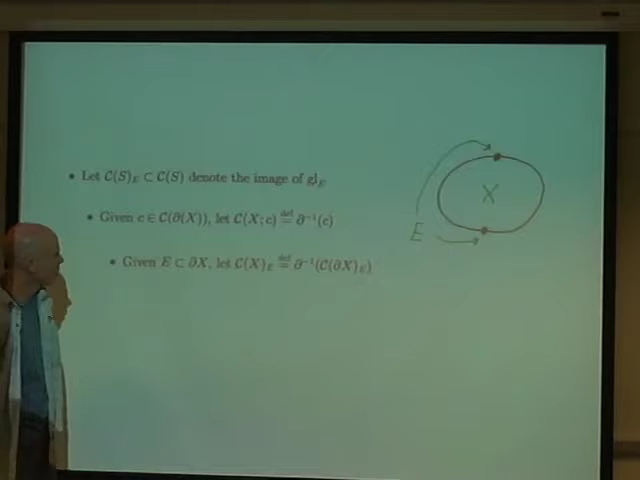 • Let C(S)_E ⊂ C(S) denote the image of gl_E
• Given c ∈ C(∂(X)), let C(X; c) ≝ ∂⁻¹(c)
• Given E ⊂ ∂X, let C(X)_E ≝ ∂⁻¹(C(∂X)_E)
X
E